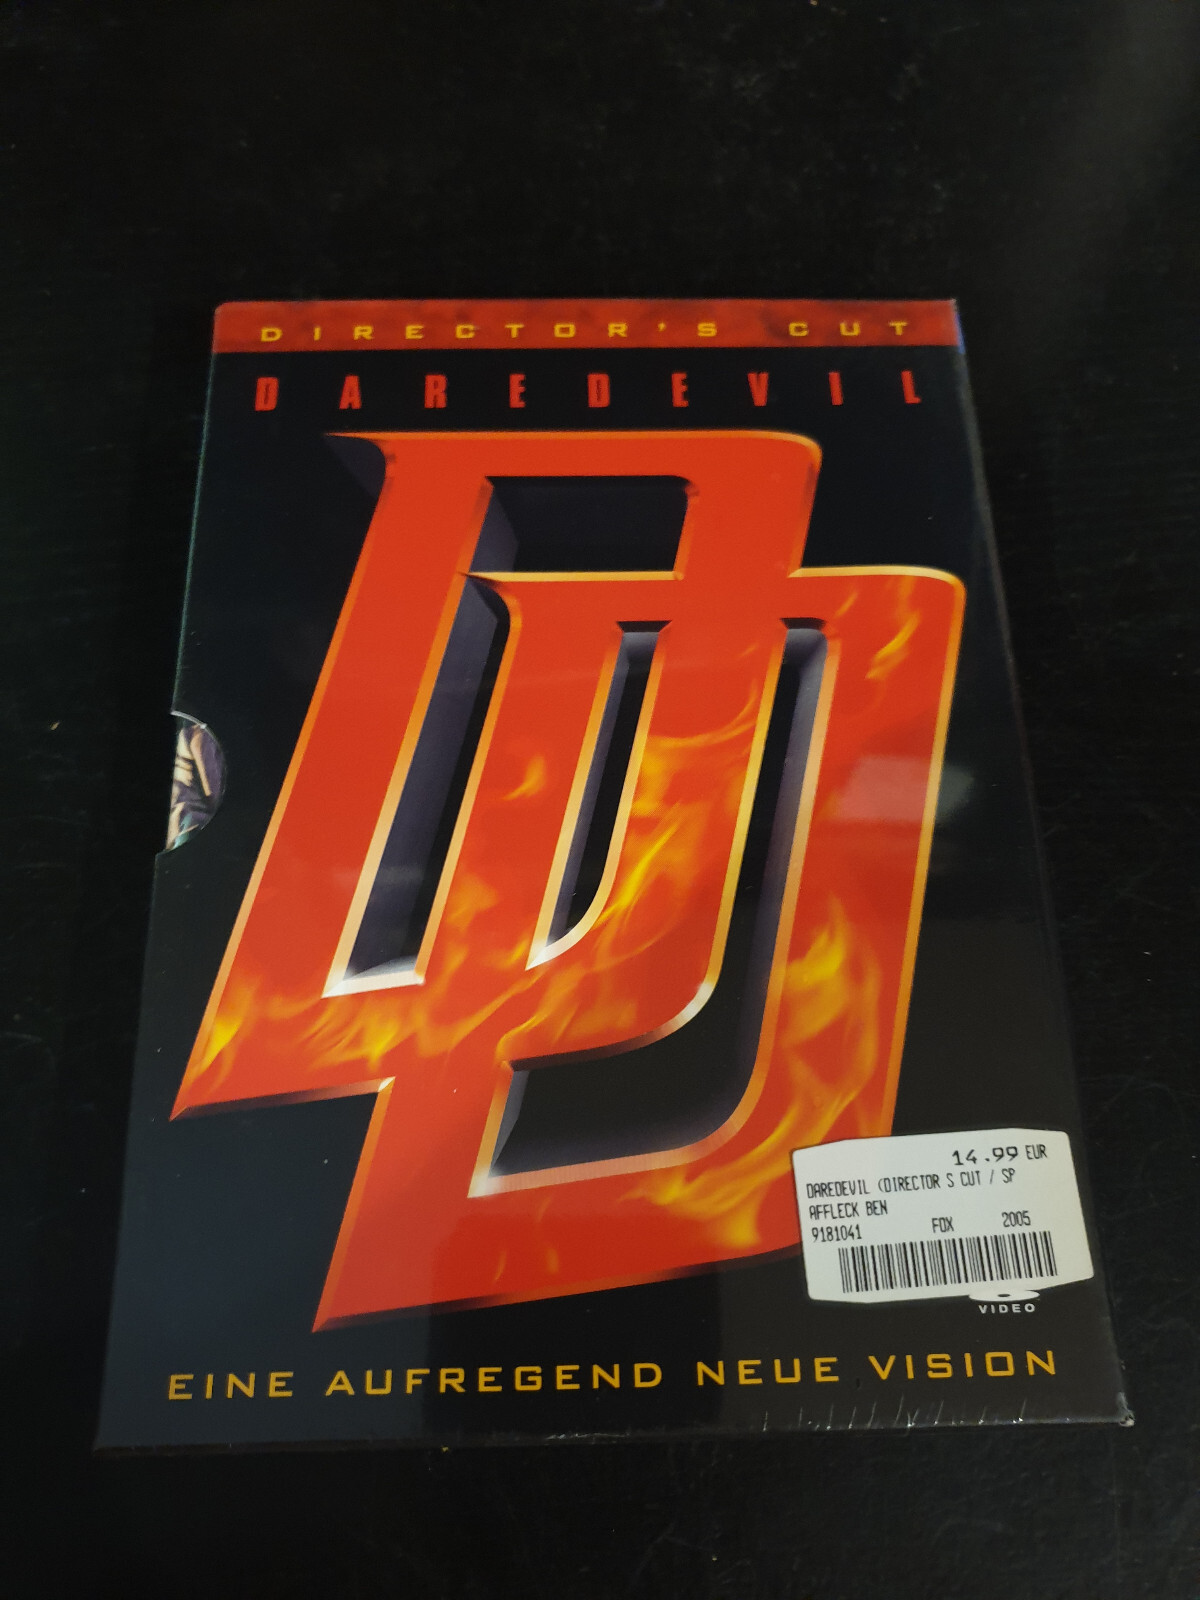 DIRECTOR'S CUT
DAREDEVIL
DD
14.99 EUR
DAREDEVIL (DIRECTOR S CUT / SP
AFFLECK BEN
9181041 FOX 2005
VIDEO
EINE AUFREGEND NEUE VISION